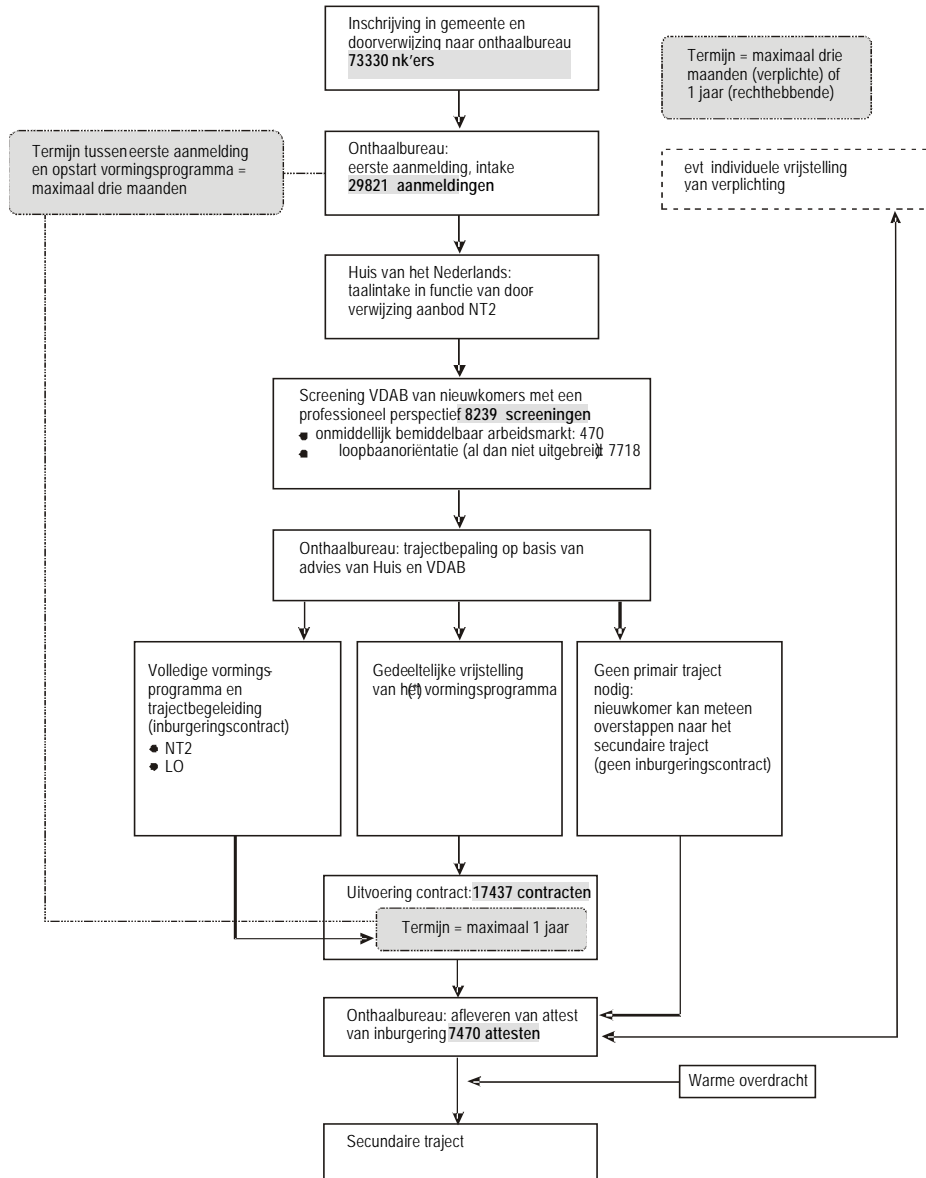 Inschrijving in gemeente en
doorverwijzing naar onthaalbureau
73330 nk'ers
Termijn = maximaal drie
maanden (verplichte) of
1 jaar (rechthebbende)
Termijn tussen eerste aanmelding
en opstart vormingsprogramma =
maximaal drie maanden
Onthaalbureau:
eerste aanmelding, intake
29821 aanmeldingen
evt individuele vrijstelling
van verplichting
Huis van het Nederlands:
taalintake in functie van door-
verwijzing aanbod NT2
Screening VDAB van nieuwkomers met een
professioneel perspectief 8239 screeningen
• onmiddellijk bemiddelbaar arbeidsmarkt: 470
• loopbaanoriëntatie (al dan niet uitgebreid): 7718
Onthaalbureau: trajectbepaling op basis van
advies van Huis en VDAB
Volledige vormings-
programma en
trajectbegeleiding
(inburgeringscontract)
• NT2
• LO
Gedeeltelijke vrijstelling
van het (*) vormingsprogramma
Geen primair traject
nodig:
nieuwkomer kan meteen
overstappen naar het
secundaire traject
(geen inburgeringscontract)
Uitvoering contract: 17437 contracten
Termijn = maximaal 1 jaar
Onthaalbureau: afleveren van attest
van inburgering 7470 attesten
Warme overdracht
Secundaire traject